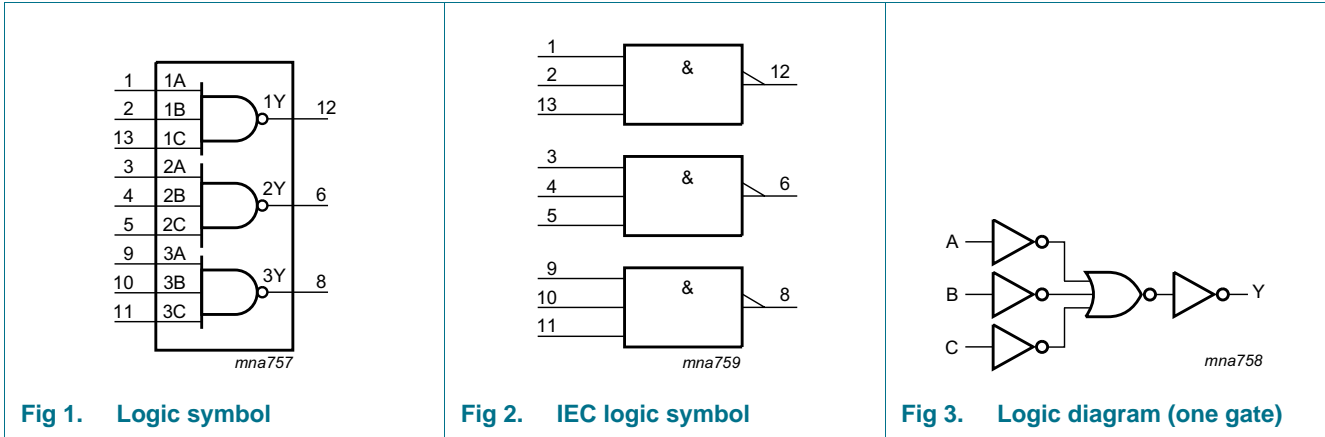 1 1A
2 1B
13 1C
1Y 12
3 2A
4 2B
5 2C
2Y 6
9 3A
10 3B
11 3C
3Y 8
mna757
Fig 1. Logic symbol
1
2
13
&
12
3
4
5
&
6
9
10
11
&
8
mna759
Fig 2. IEC logic symbol
A
B
C
Y
mna758
Fig 3. Logic diagram (one gate)